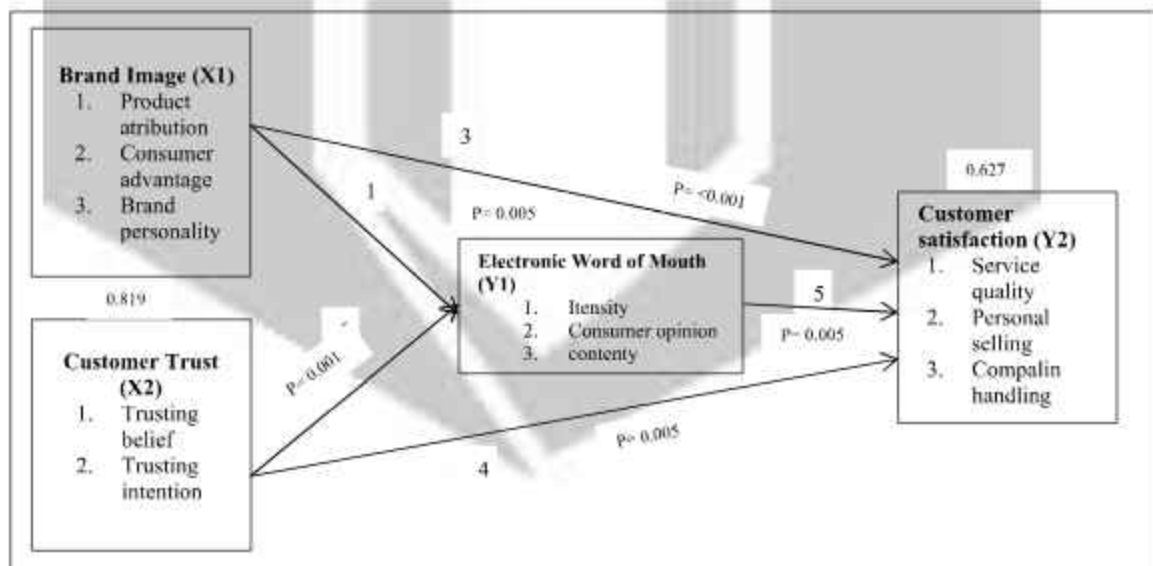 Brand Image (X1)
1. Product
atribution
2. Consumer
advantage
3. Brand
personality
0.819
Customer Trust
(X2)
1. Trusting
belief
2. Trusting
intention
1
3
P= <0.001
P= 0.005
P= 0.001
Electronic Word of Mouth
(Y1)
1. Itensity
2. Consumer opinion
3. contenty
5
P= 0.005
P= 0.005
4
0.627
Customer
satisfaction (Y2)
1. Service
quality
2. Personal
selling
3. Compalin
handling